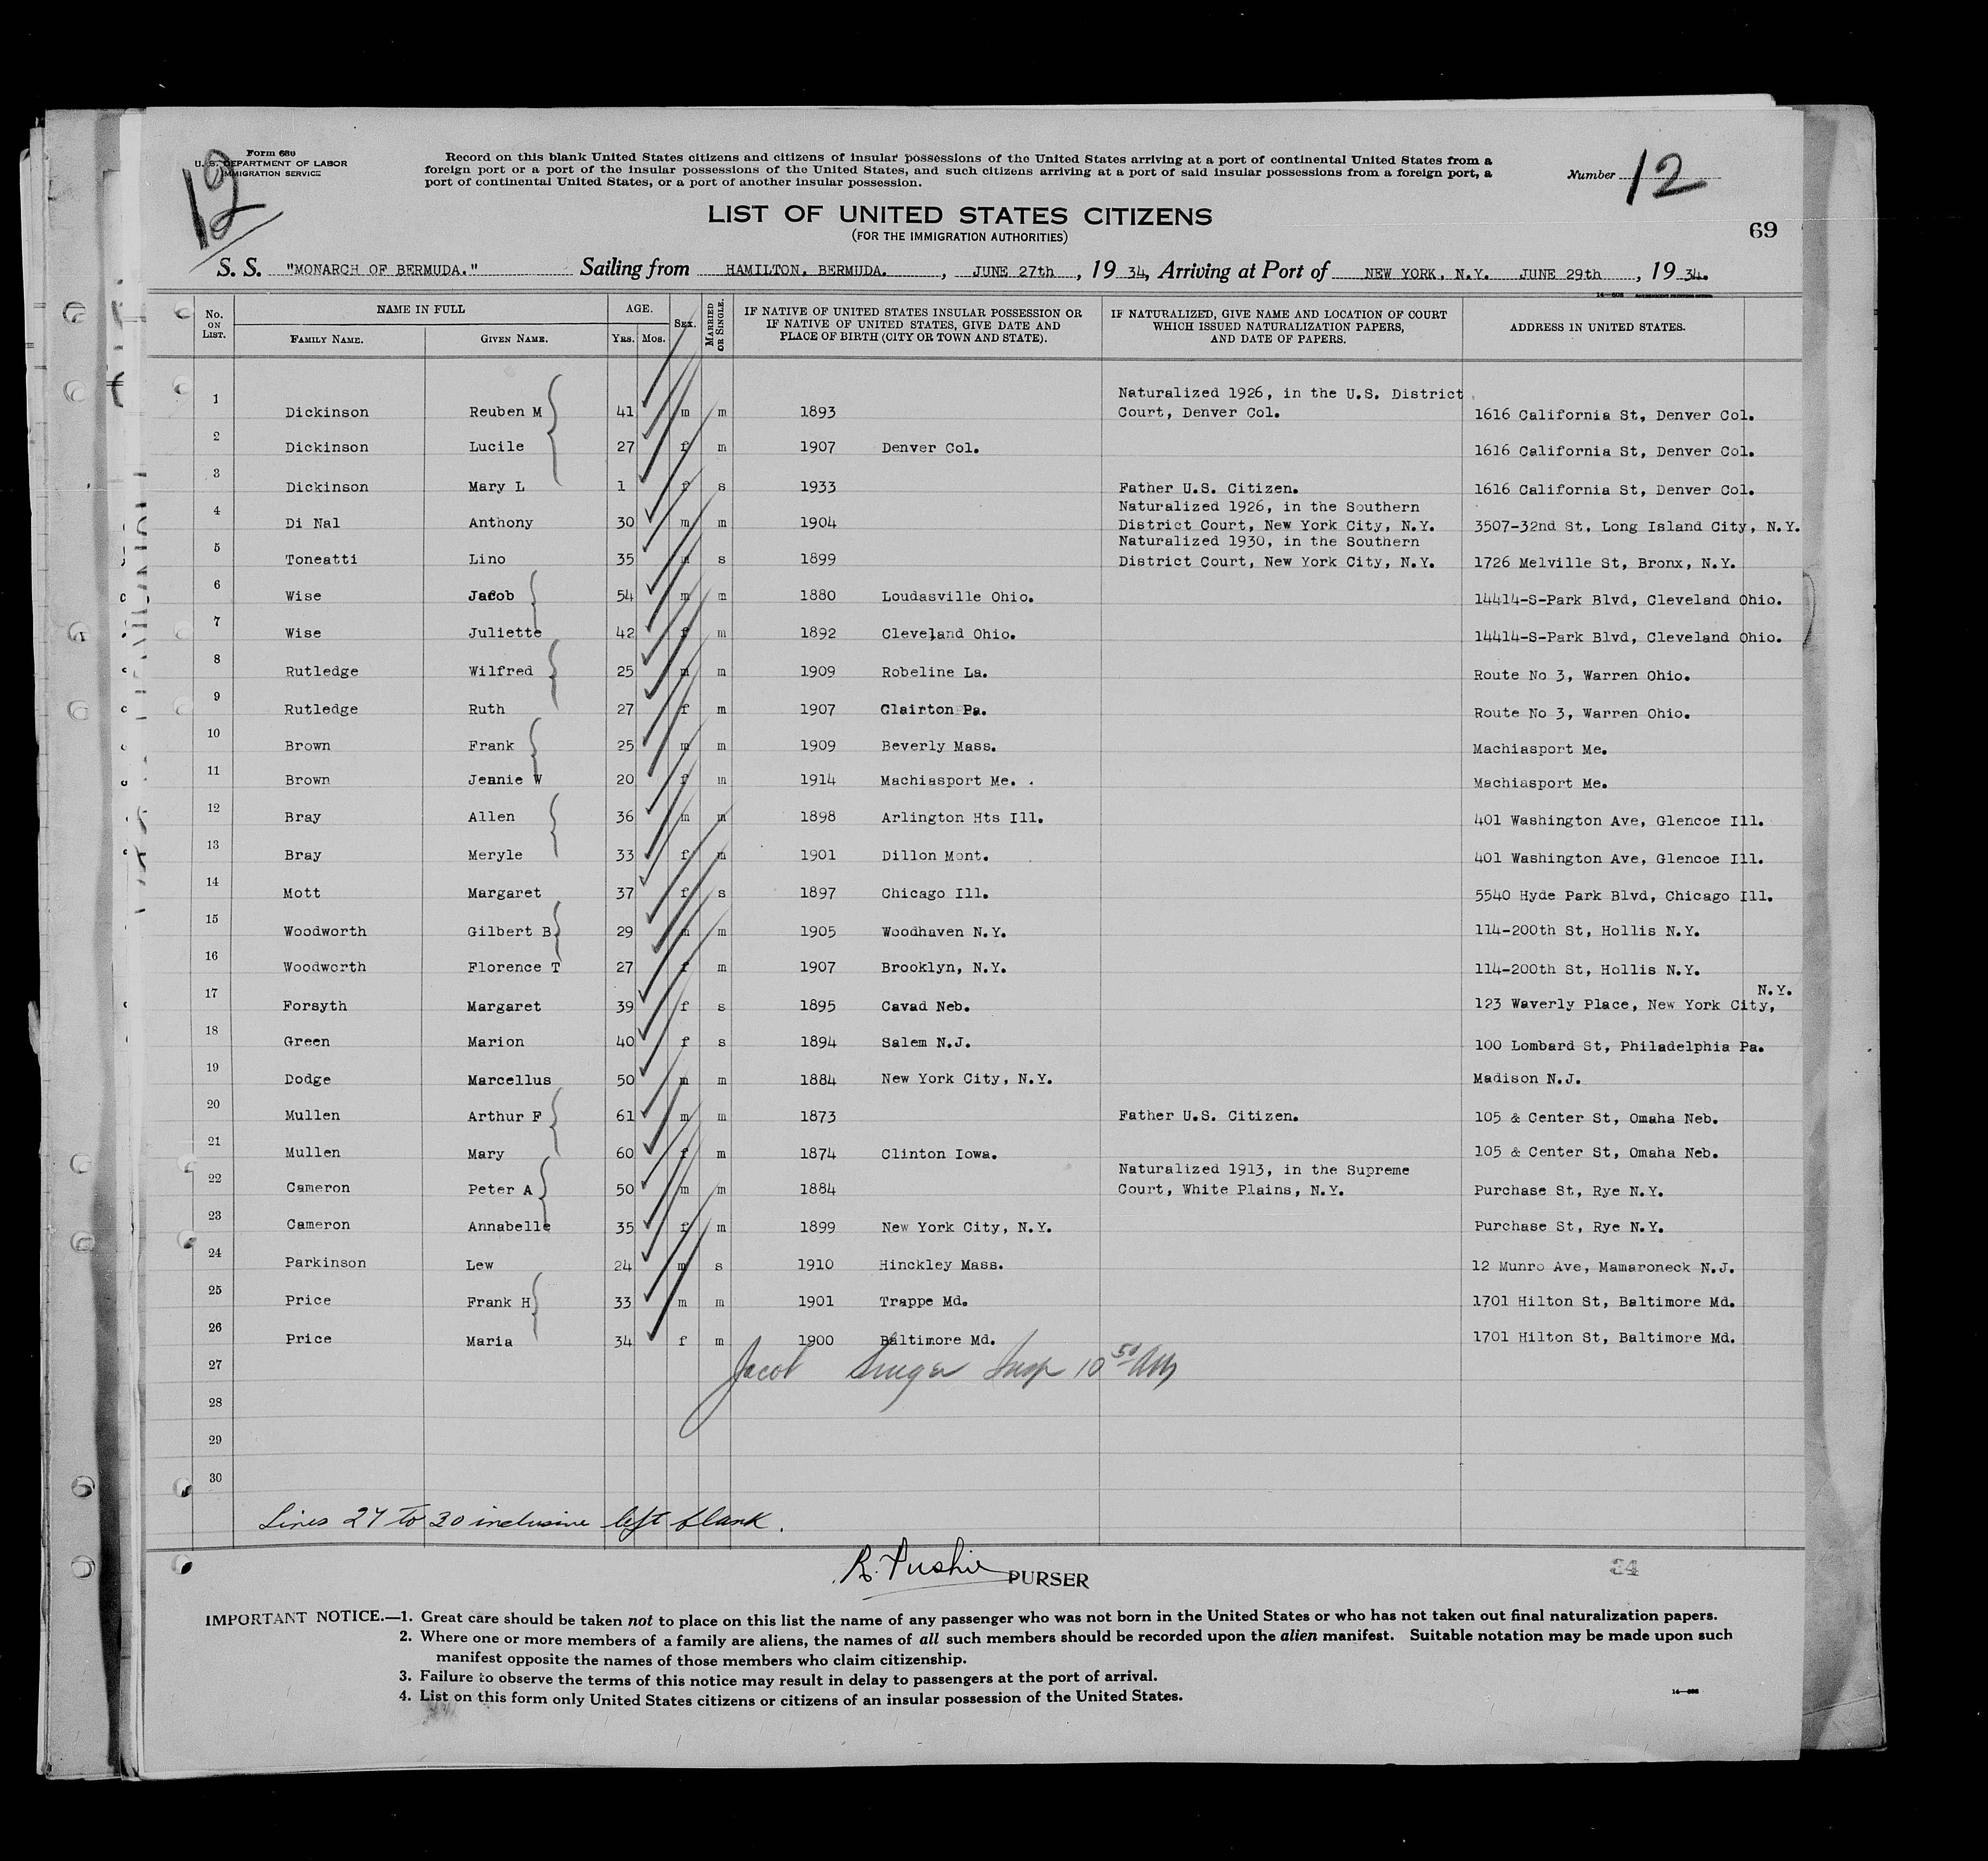 Form 680
U. S. DEPARTMENT OF LABOR
IMMIGRATION SERVICE
12
Record on this blank United States citizens and citizens of insular possessions of the United States arriving at a port of continental United States from a
foreign port or a port of the insular possessions of the United States, and such citizens arriving at a port of said insular possessions from a foreign port, a
port of continental United States, or a port of another insular possession.
Number 12
LIST OF UNITED STATES CITIZENS
(FOR THE IMMIGRATION AUTHORITIES)
69
S. S. "MONARCH OF BERMUDA." Sailing from HAMILTON. BERMUDA. , JUNE 27th , 19 34, Arriving at Port of NEW YORK, N.Y. JUNE 29th , 19 34.
No. ON LIST. NAME IN FULL FAMILY NAME. GIVEN NAME. AGE. YRS. MOS. SEX. MARRIED OR SINGLE. IF NATIVE OF UNITED STATES INSULAR POSSESSION OR IF NATIVE OF UNITED STATES, GIVE DATE AND PLACE OF BIRTH (CITY OR TOWN AND STATE). IF NATURALIZED, GIVE NAME AND LOCATION OF COURT WHICH ISSUED NATURALIZATION PAPERS, AND DATE OF PAPERS. ADDRESS IN UNITED STATES.
Naturalized 1926, in the U.S. District
1 Dickinson Reuben M 41 m m 1893 Court, Denver Col. 1616 California St, Denver Col.
2 Dickinson Lucile 27 f m 1907 Denver Col. 1616 California St, Denver Col.
3 Dickinson Mary L 1 f s 1933 Father U.S. Citizen. 1616 California St, Denver Col.
Naturalized 1926, in the Southern
4 Di Nal Anthony 30 m m 1904 District Court, New York City, N.Y. 3507-32nd St. Long Island City, N.Y.
Naturalized 1930, in the Southern
5 Toneatti Lino 35 m s 1899 District Court, New York City, N.Y. 1726 Melville St, Bronx, N.Y.
6 Wise Jacob 54 m m 1880 Loudasville Ohio. 14414-S-Park Blvd, Cleveland Ohio.
7 Wise Juliette 42 f m 1892 Cleveland Ohio. 14414-S-Park Blvd, Cleveland Ohio.
8 Rutledge Wilfred 25 m m 1909 Robeline La. Route No 3, Warren Ohio.
9 Rutledge Ruth 27 f m 1907 Clairton Pa. Route No 3, Warren Ohio.
10 Brown Frank 25 m m 1909 Beverly Mass. Machiasport Me.
11 Brown Jeanie W 20 f m 1914 Machiasport Me. Machiasport Me.
12 Bray Allen 36 m m 1898 Arlington Hts Ill. 401 Washington Ave, Glencoe Ill.
13 Bray Meryle 33 f m 1901 Dillon Mont. 401 Washington Ave, Glencoe Ill.
14 Mott Margaret 37 f s 1897 Chicago Ill. 5540 Hyde Park Blvd, Chicago Ill.
15 Woodworth Gilbert B 29 m m 1905 Woodhaven N.Y. 114-200th St, Hollis N.Y.
16 Woodworth Florence T 27 f m 1907 Brooklyn, N.Y. 114-200th St, Hollis N.Y.
N.Y.
17 Forsyth Margaret 39 f s 1895 Cavad Neb. 123 Waverly Place, New York City,
18 Green Marion 40 f s 1894 Salem N.J. 100 Lombard St, Philadelphia Pa.
19 Dodge Marcellus 50 m m 1884 New York City, N.Y. Madison N.J.
20 Mullen Arthur F 61 m m 1873 Father U.S. Citizen. 105 & Center St, Omaha Neb.
21 Mullen Mary 60 f m 1874 Clinton Iowa. 105 & Center St, Omaha Neb.
Naturalized 1913, in the Supreme
22 Cameron Peter A 50 m m 1884 Court, White Plains, N.Y. Purchase St, Rye N.Y.
23 Cameron Annabelle 35 f m 1899 New York City, N.Y. Purchase St, Rye N.Y.
24 Parkinson Lew 24 m s 1910 Hinckley Mass. 12 Munro Ave, Mamaroneck N.J.
25 Price Frank H 33 m m 1901 Trappe Md. 1701 Hilton St, Baltimore Md.
26 Price Maria 34 f m 1900 Baltimore Md. 1701 Hilton St, Baltimore Md.
27 Jacob Insp 10 50 AM
28
29
30
Lines 27 to 30 inclusive left blank.
PURSER
34
IMPORTANT NOTICE.—1. Great care should be taken not to place on this list the name of any passenger who was not born in the United States or who has not taken out final naturalization papers.
2. Where one or more members of a family are aliens, the names of all such members should be recorded upon the alien manifest. Suitable notation may be made upon such
manifest opposite the names of those members who claim citizenship.
3. Failure to observe the terms of this notice may result in delay to passengers at the port of arrival.
4. List on this form only United States citizens or citizens of an insular possession of the United States.